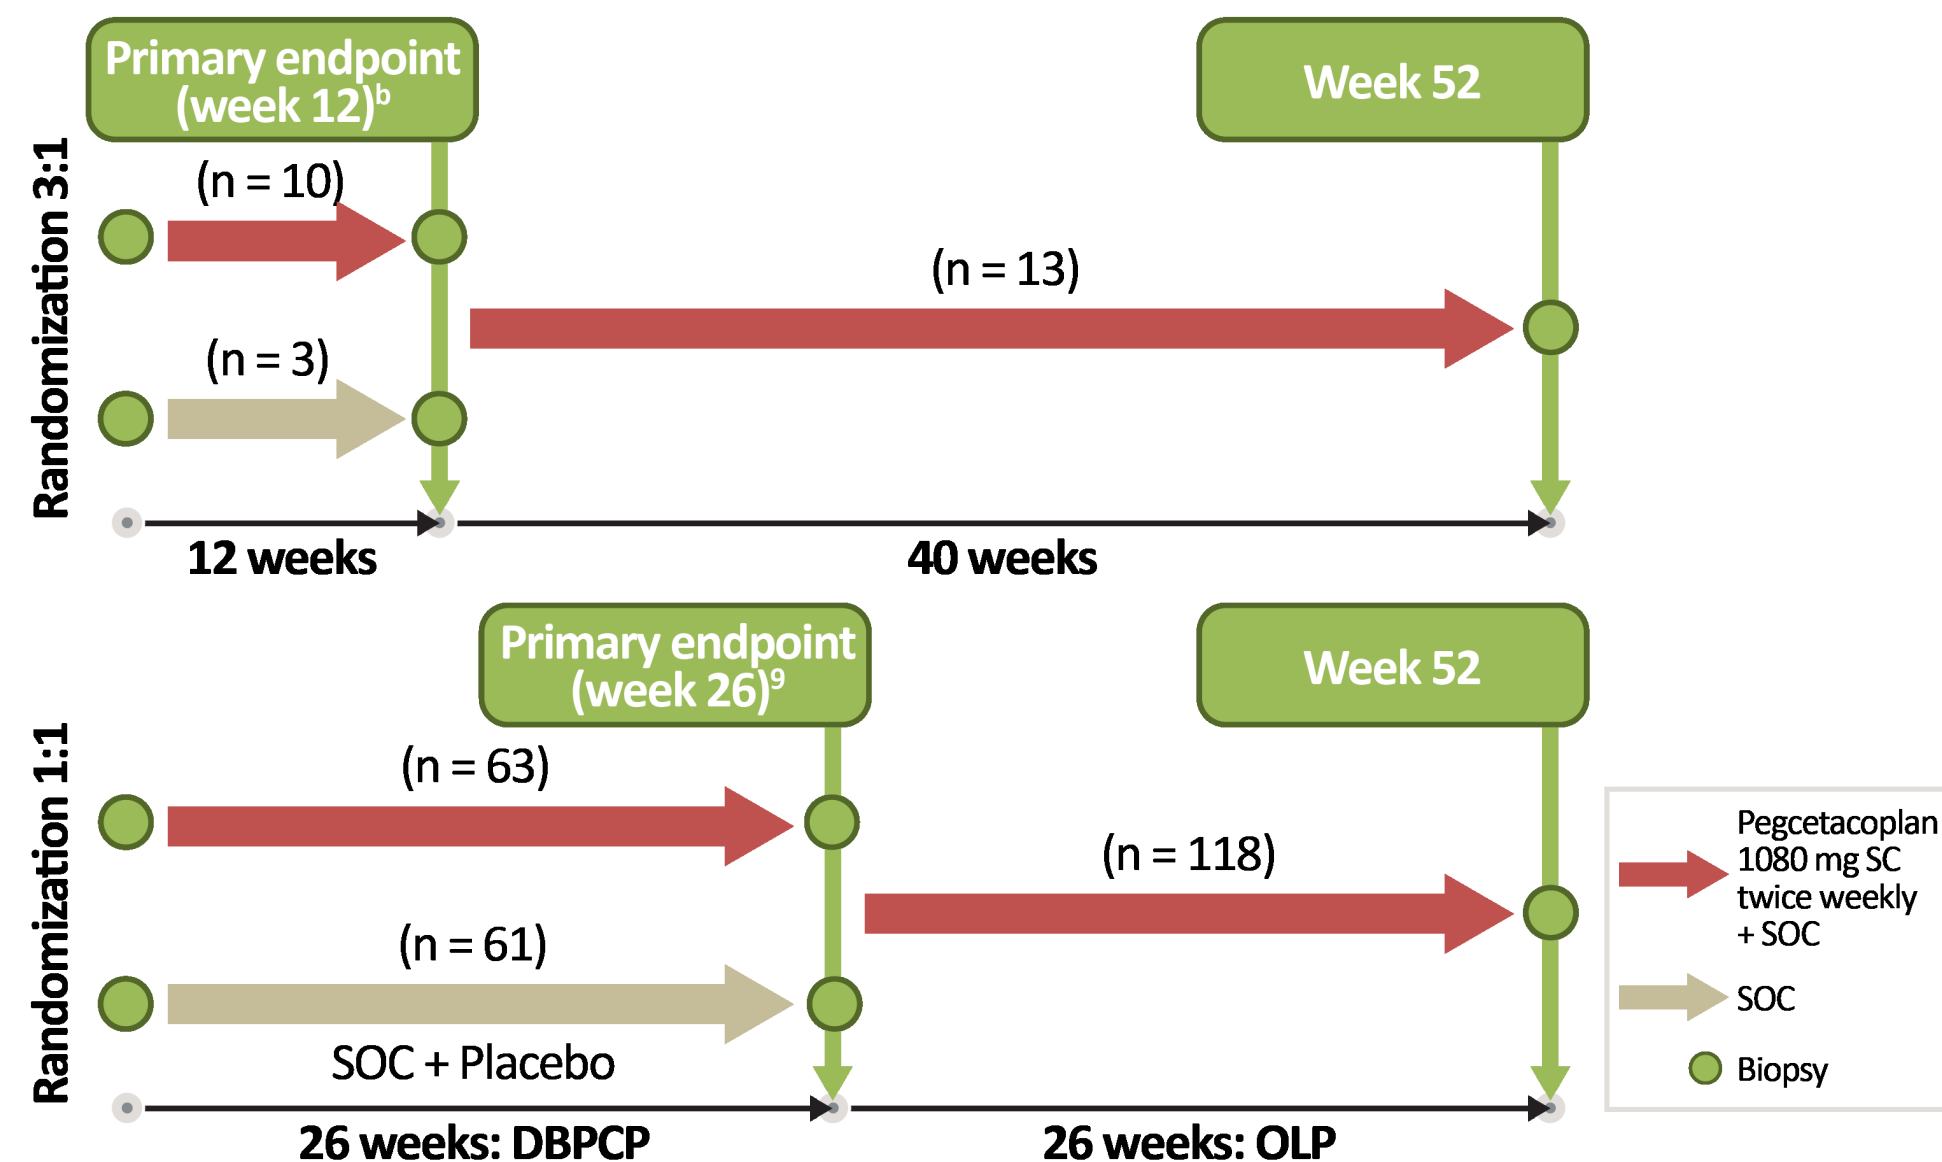 Primary endpoint
(week 12)b
Week 52
Randomization 3:1
(n = 10)
(n = 13)
(n = 3)
12 weeks
40 weeks
Primary endpoint
(week 26)9
Week 52
Randomization 1:1
(n = 63)
(n = 118)
(n = 61)
SOC + Placebo
26 weeks: DBPCP
26 weeks: OLP
Pegcetacoplan
1080 mg SC
twice weekly
+ SOC
SOC
Biopsy